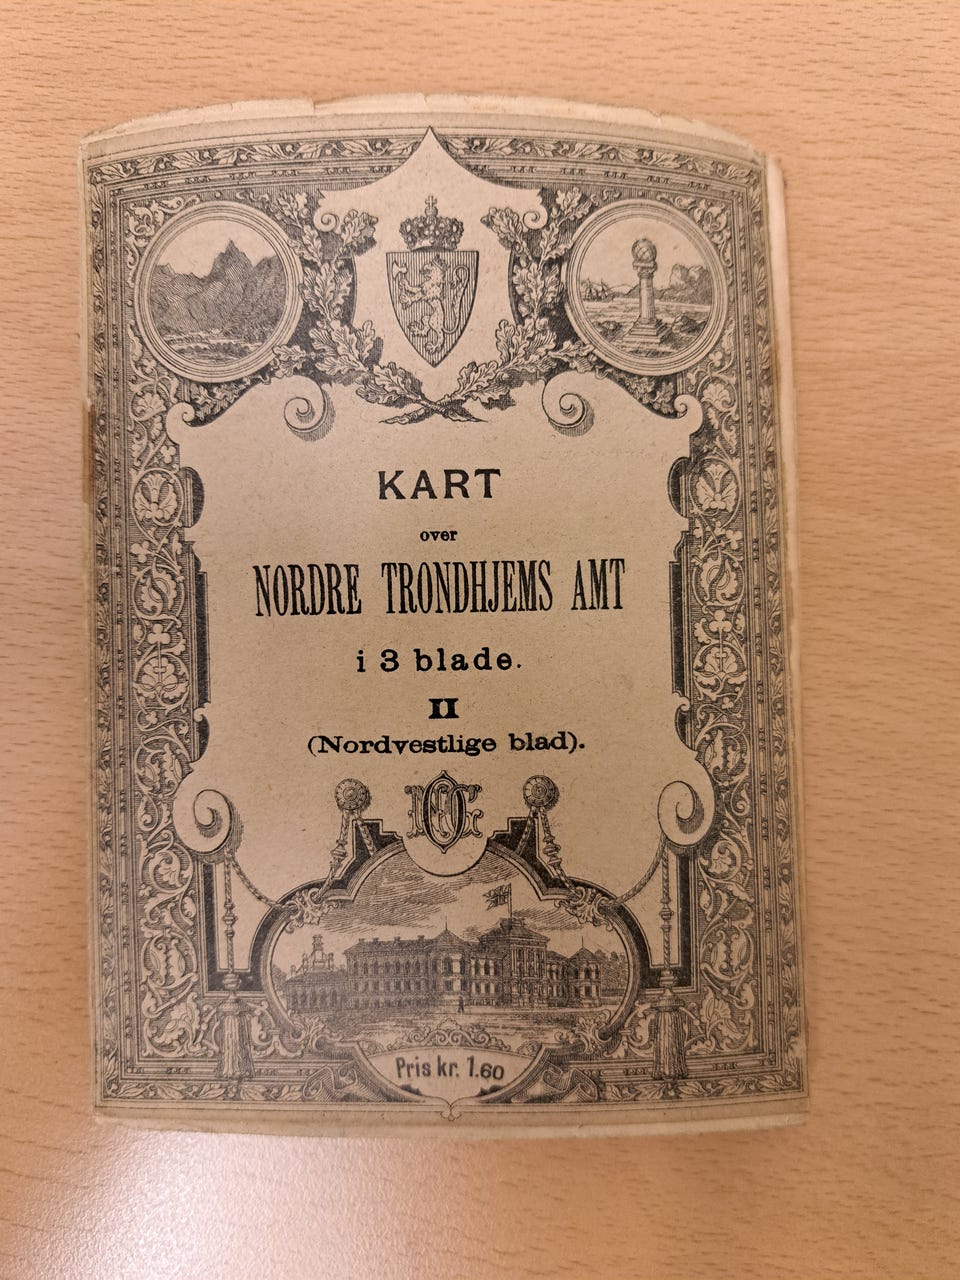 KART
over
NORDRE TRONDHJEMS AMT
i 3 blade.
II
(Nordvestlige blad).
Pris kr. 1.60